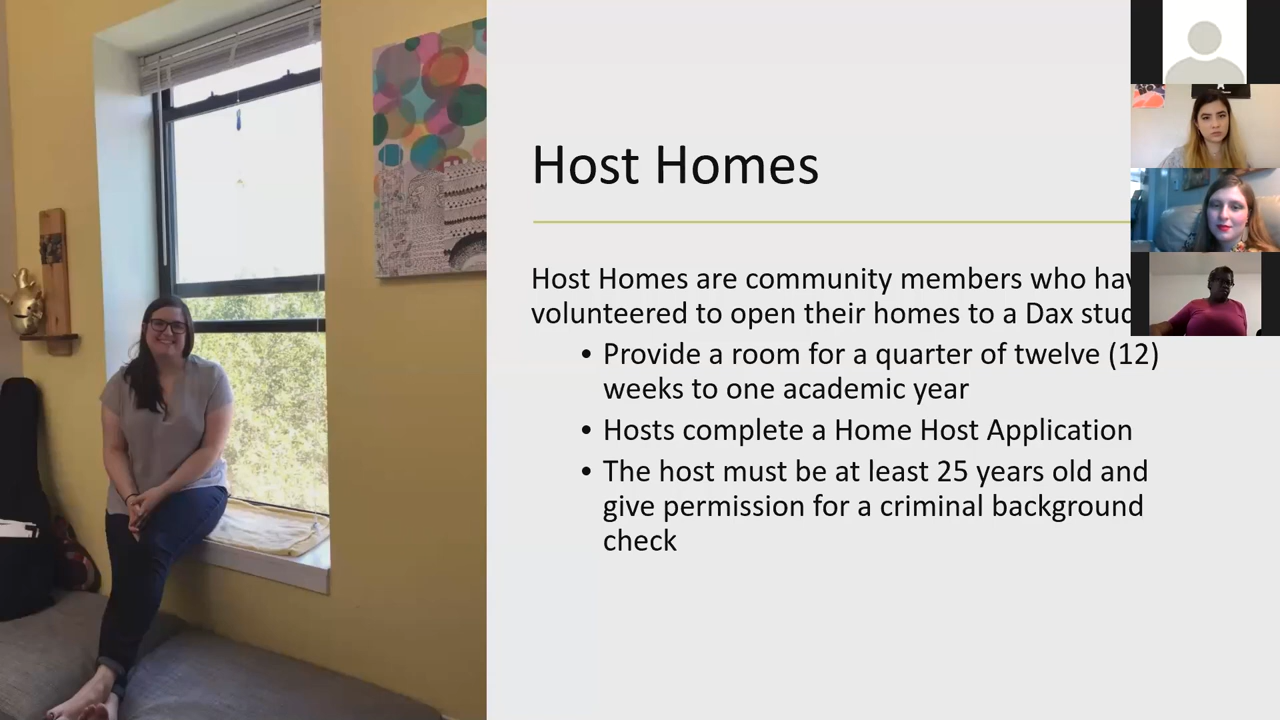 Host Homes
Host Homes are community members who hav
volunteered to open their homes to a Dax stud
• Provide a room for a quarter of twelve (12)
weeks to one academic year
• Hosts complete a Home Host Application
• The host must be at least 25 years old and
give permission for a criminal background
check